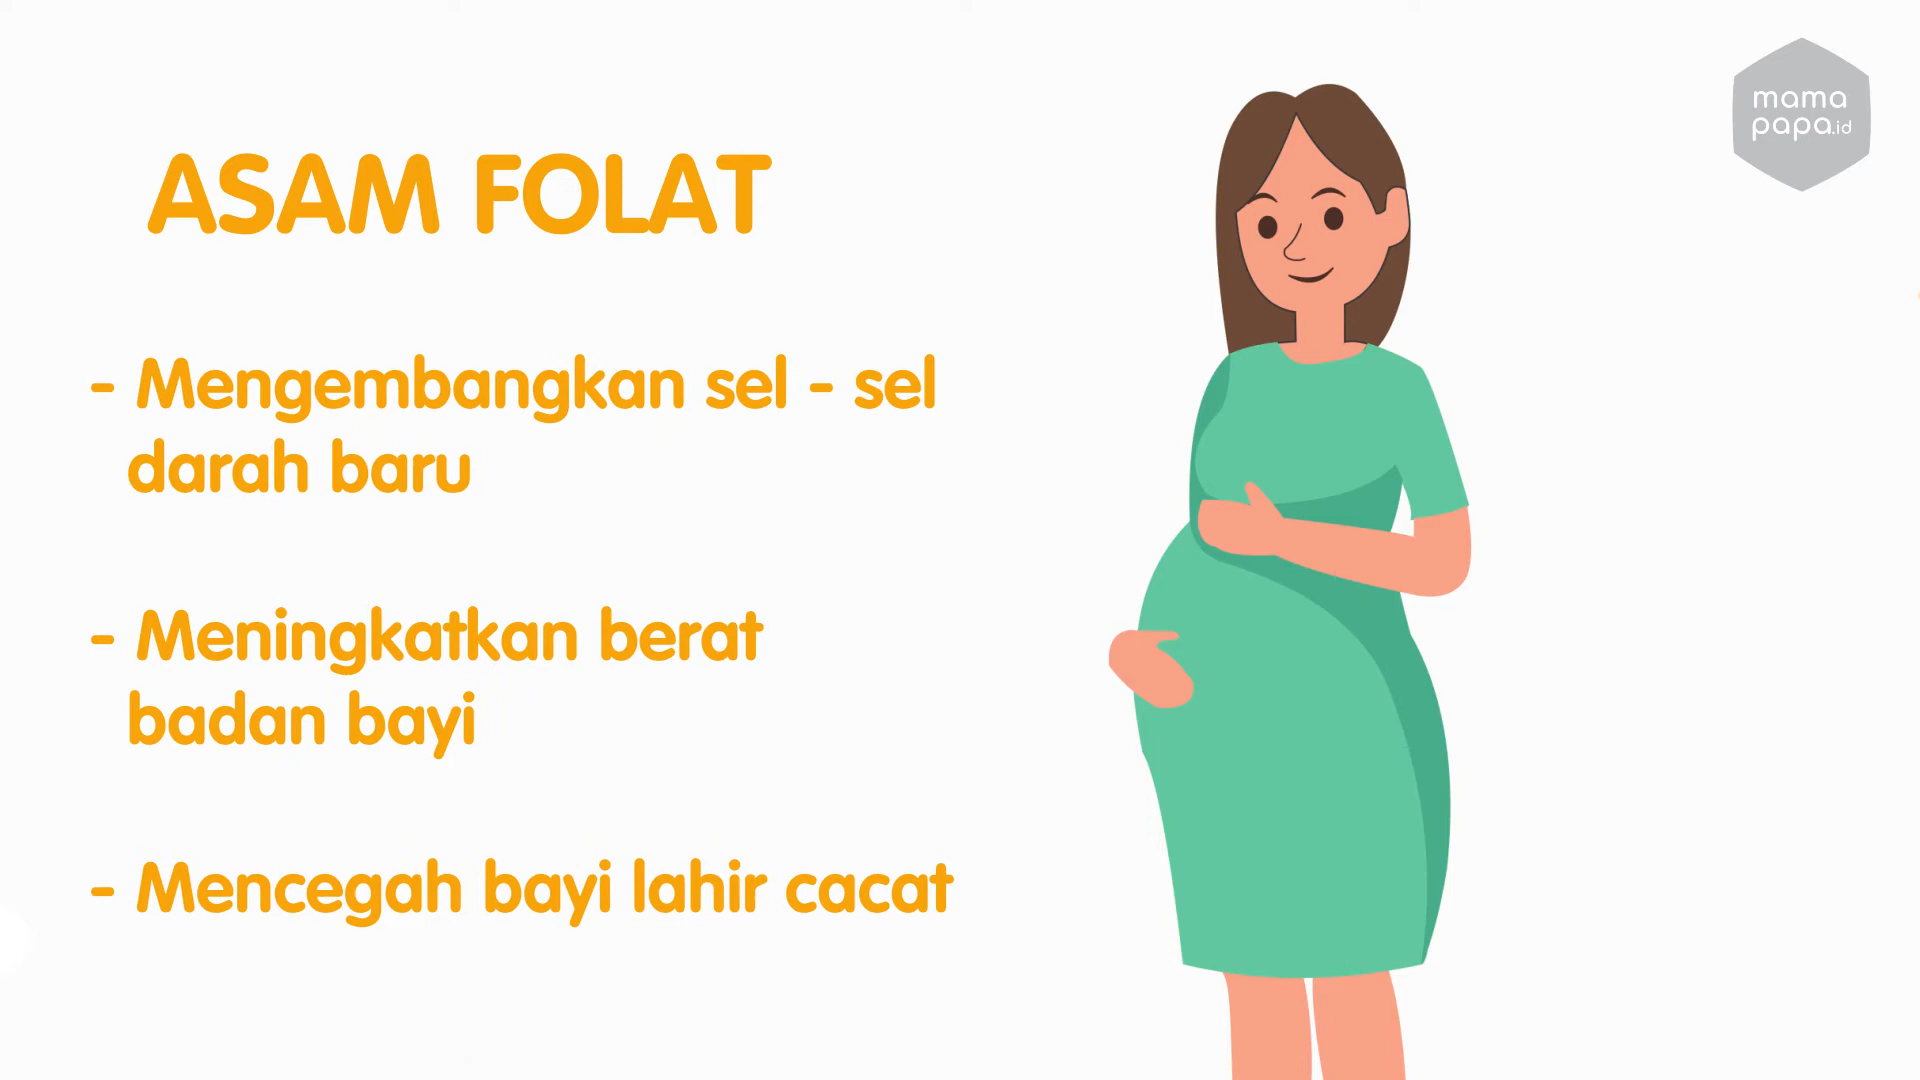 mama
papa.id
ASAM FOLAT
- Mengembangkan sel - sel
darah baru
- Meningkatkan berat
badan bayi
- Mencegah bayi lahir cacat